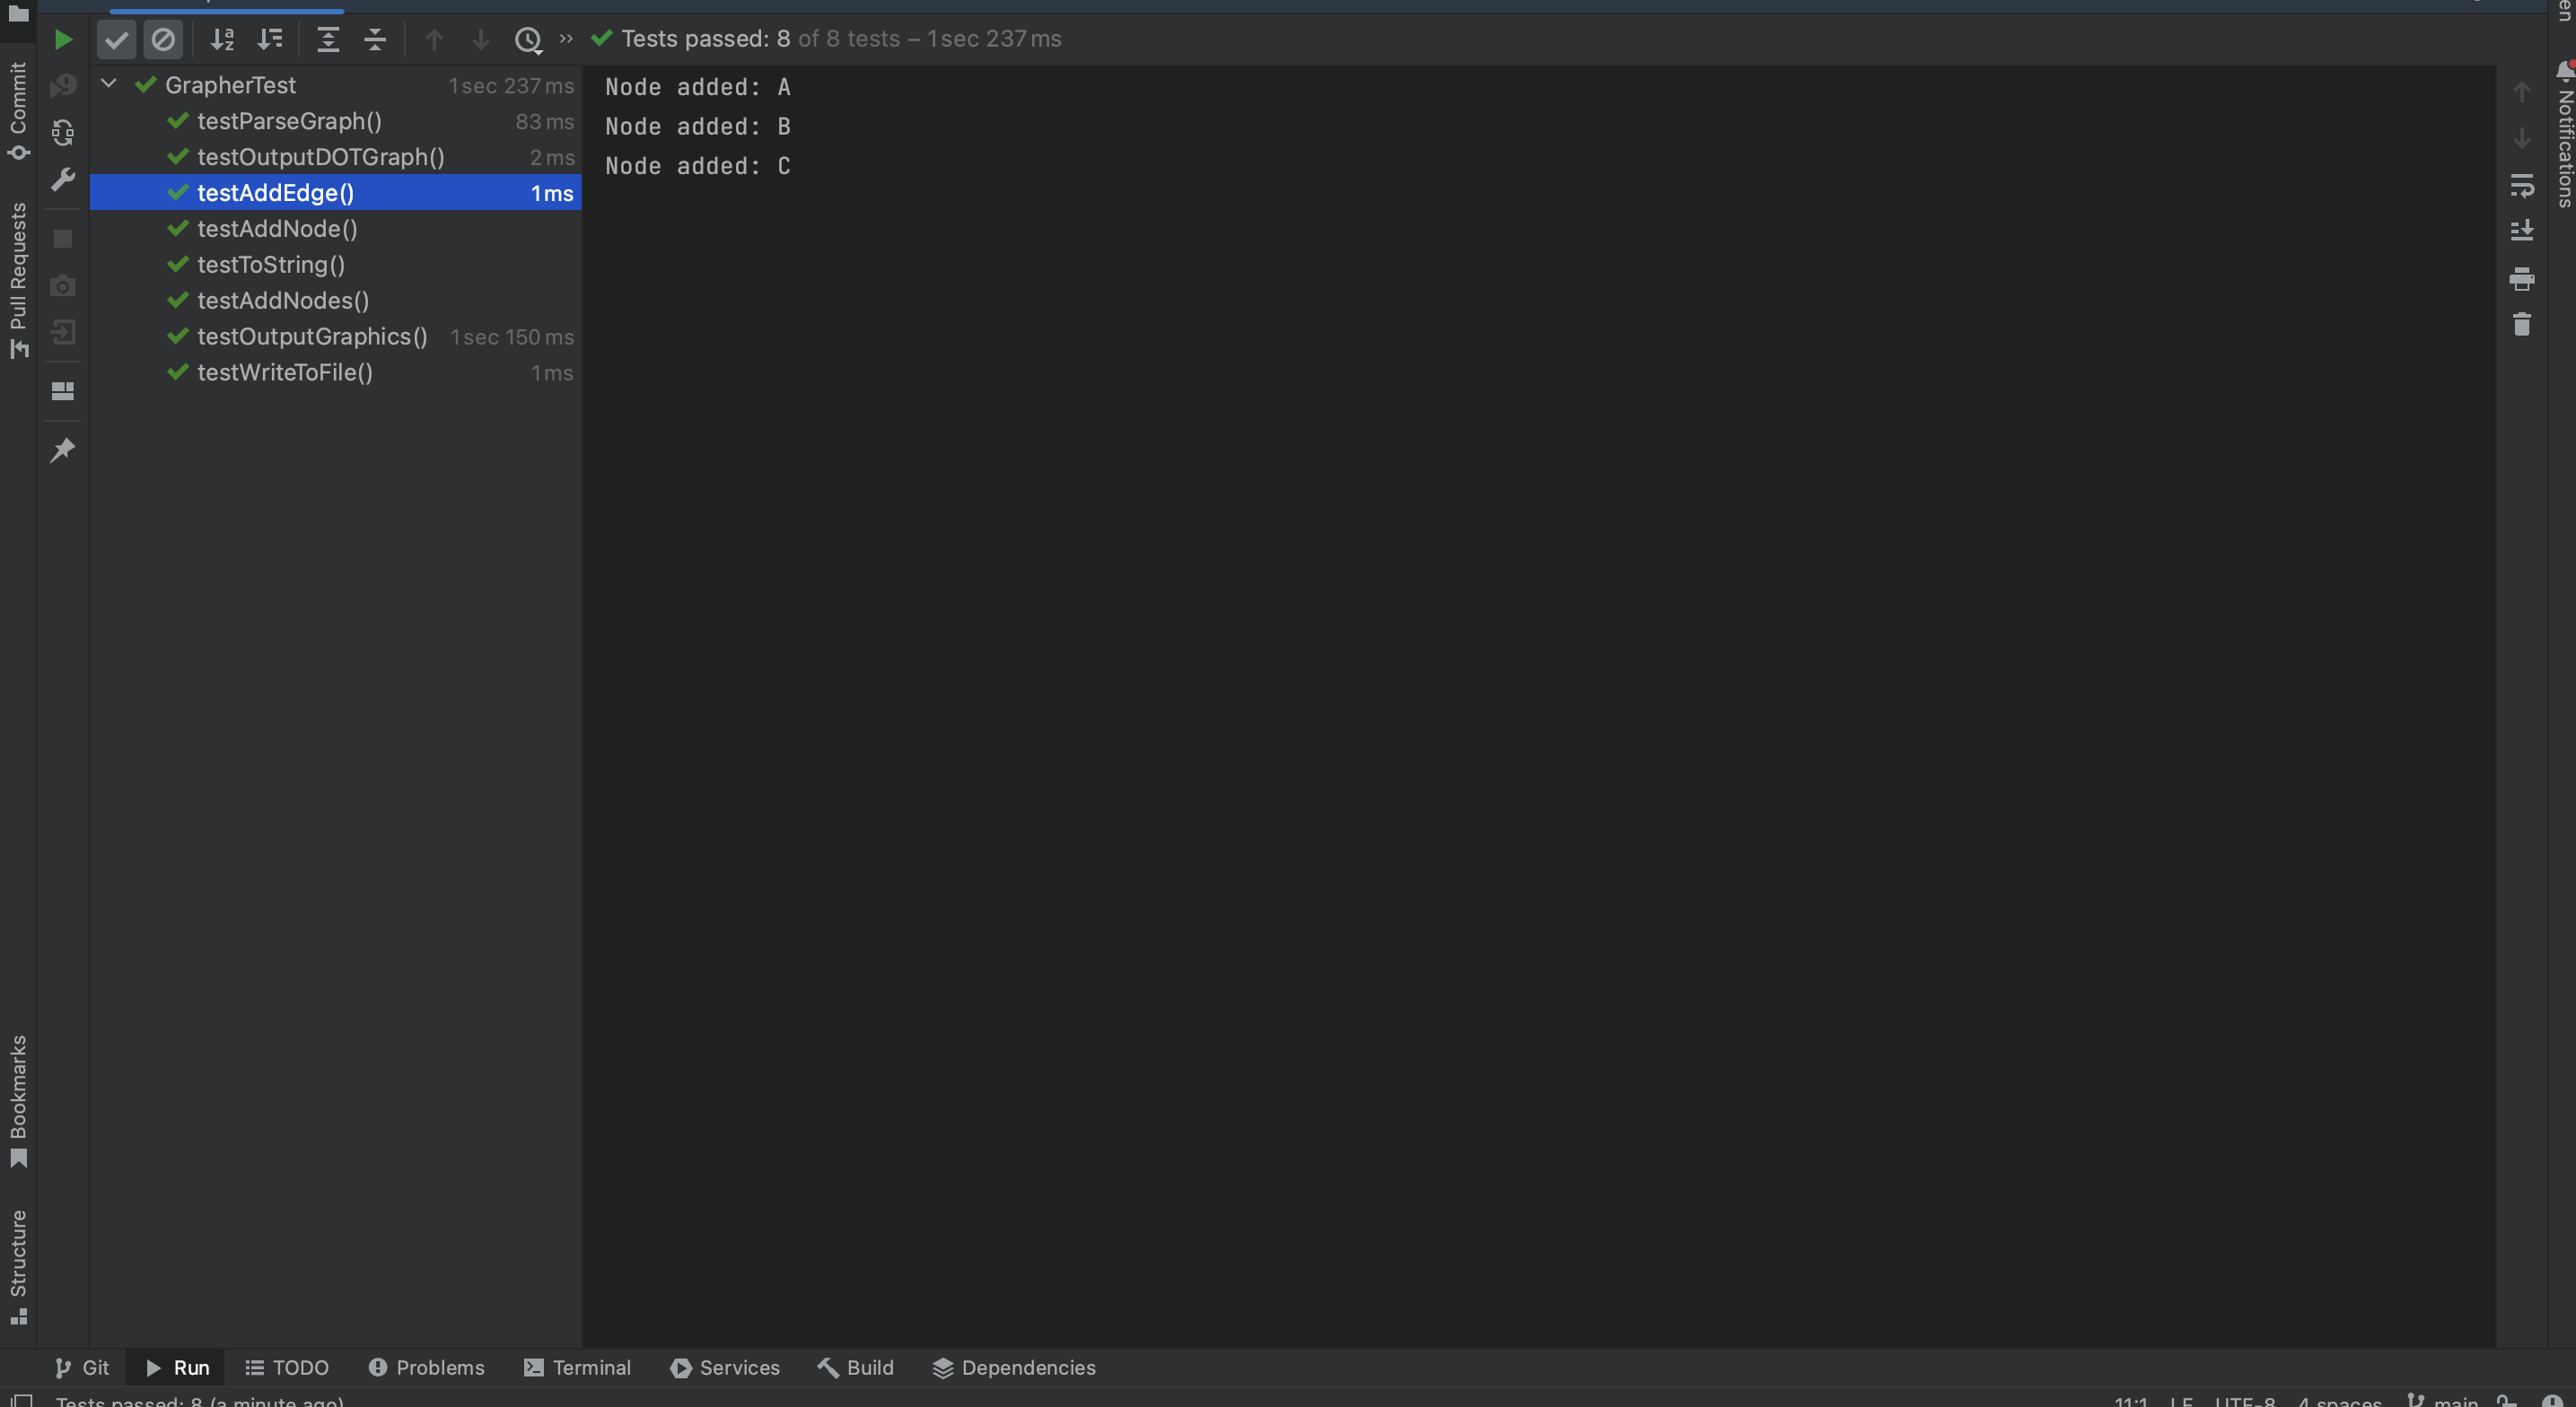 Tests passed: 8 of 8 tests – 1 sec 237 ms
GrapherTest 1 sec 237 ms
testParseGraph() 83 ms
testOutputDOTGraph() 2 ms
testAddEdge() 1 ms
testAddNode()
testToString()
testAddNodes()
testOutputGraphics() 1 sec 150 ms
testWriteToFile() 1 ms
Node added: A
Node added: B
Node added: C
Commit
Pull Requests
Bookmarks
Structure
Notifications
Git Run TODO Problems Terminal Services Build Dependencies
Tests passed: 8 (a minute ago)
11:1 LF UTF-8 4 spaces main